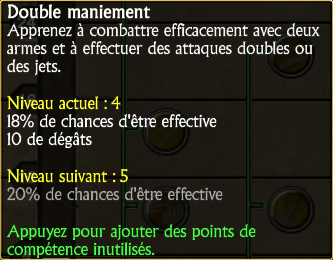 Double maniement
Apprenez à combattre efficacement avec deux
armes et à effectuer des attaques doubles ou
des jets.
Niveau actuel : 4
18% de chances d'être effective
10 de dégâts
Niveau suivant : 5
20% de chances d'être effective
Appuyez pour ajouter des points de
compétence inutilisés.